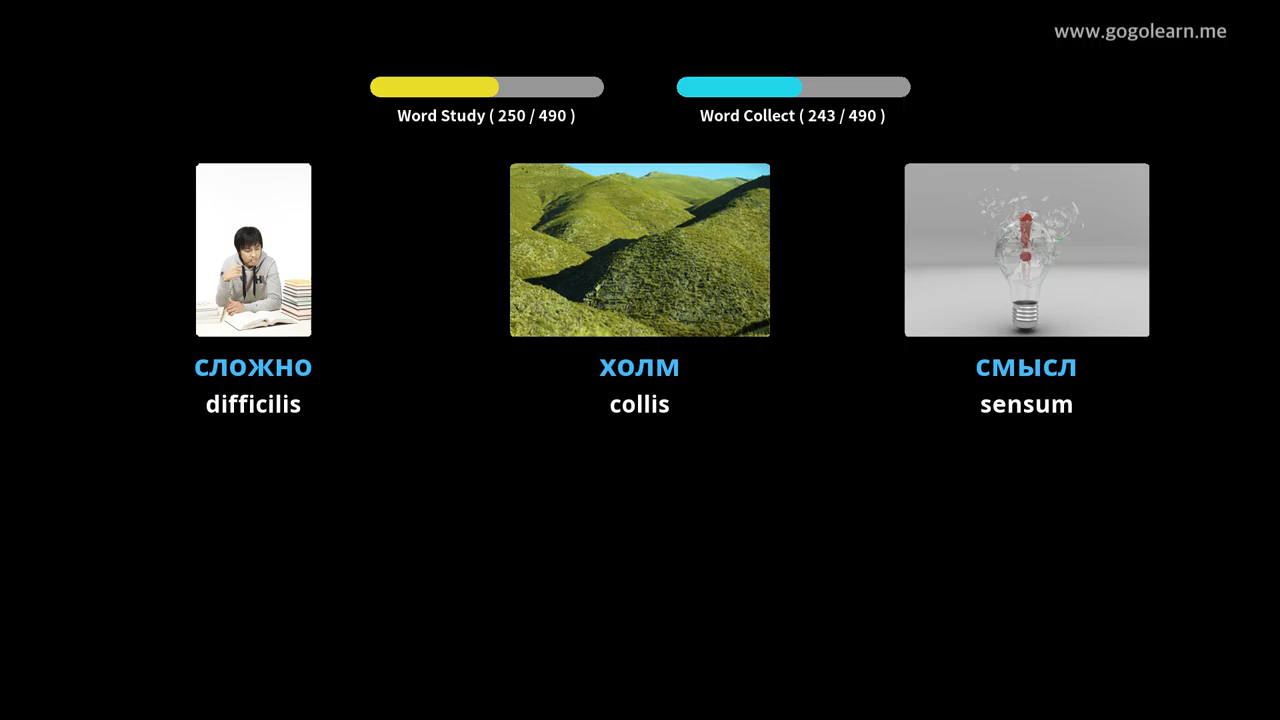 www.gogolearn.me
Word Study ( 250 / 490 )
Word Collect ( 243 / 490 )
сложно
холм
смысл
difficilis
collis
sensum